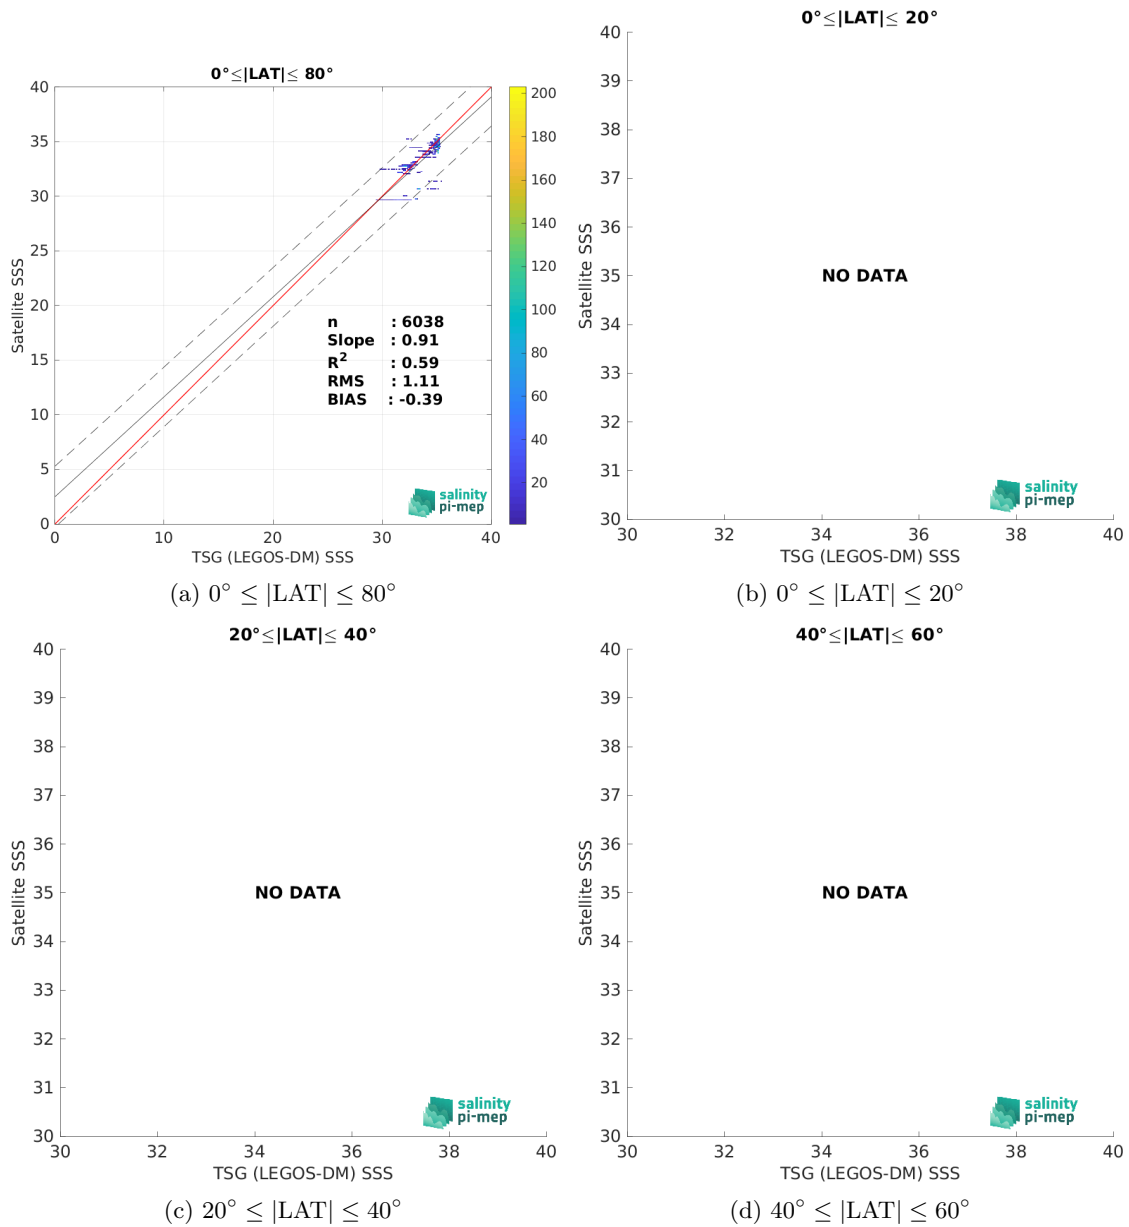 0°≤|LAT|≤ 80°
40
35
30
25
20
15
10
5
0
0
10
20
30
40
Satellite SSS
TSG (LEGOS-DM) SSS
n : 6038
Slope : 0.91
R² : 0.59
RMS : 1.11
BIAS : -0.39
salinity
pi-mep
200
180
160
140
120
100
80
60
40
20
(a) 0° ≤ |LAT| ≤ 80°
0°≤|LAT|≤ 20°
40
39
38
37
36
35
34
33
32
31
30
30
32
34
36
38
40
Satellite SSS
NO DATA
salinity
pi-mep
TSG (LEGOS-DM) SSS
(b) 0° ≤ |LAT| ≤ 20°
20°≤|LAT|≤ 40°
40
39
38
37
36
35
34
33
32
31
30
30
32
34
36
38
40
Satellite SSS
NO DATA
salinity
pi-mep
TSG (LEGOS-DM) SSS
(c) 20° ≤ |LAT| ≤ 40°
40°≤|LAT|≤ 60°
40
39
38
37
36
35
34
33
32
31
30
30
32
34
36
38
40
Satellite SSS
NO DATA
salinity
pi-mep
TSG (LEGOS-DM) SSS
(d) 40° ≤ |LAT| ≤ 60°